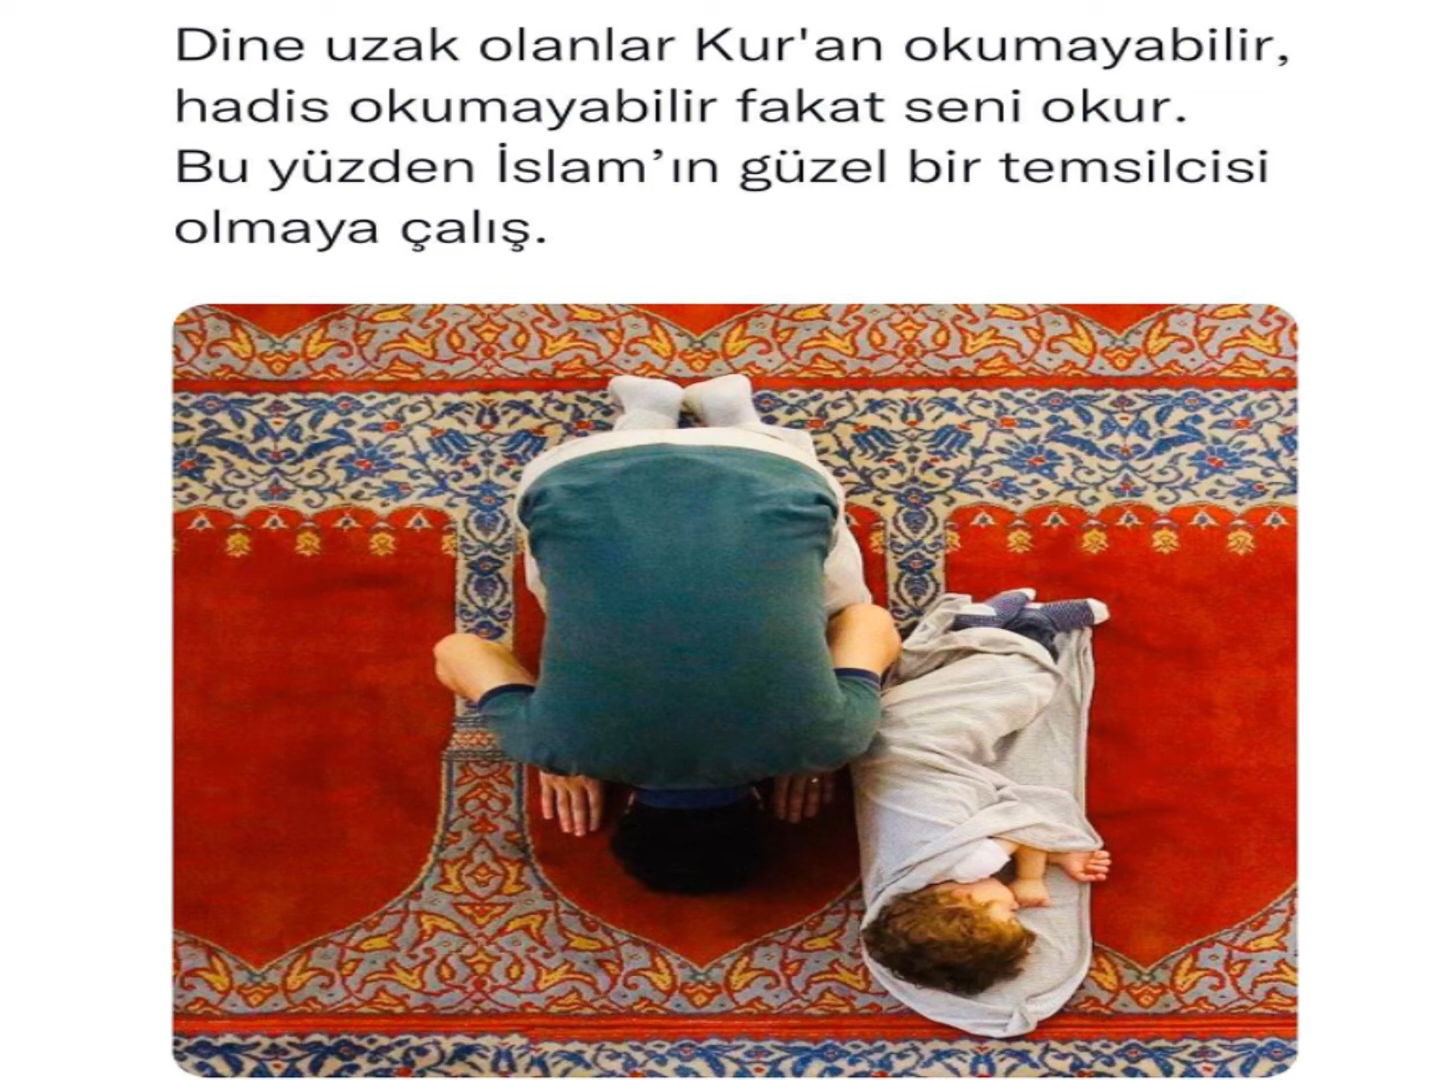 Dine uzak olanlar Kur'an okumayabilir,
hadis okumayabilir fakat seni okur.
Bu yüzden İslam’ın güzel bir temsilcisi
olmaya çalış.